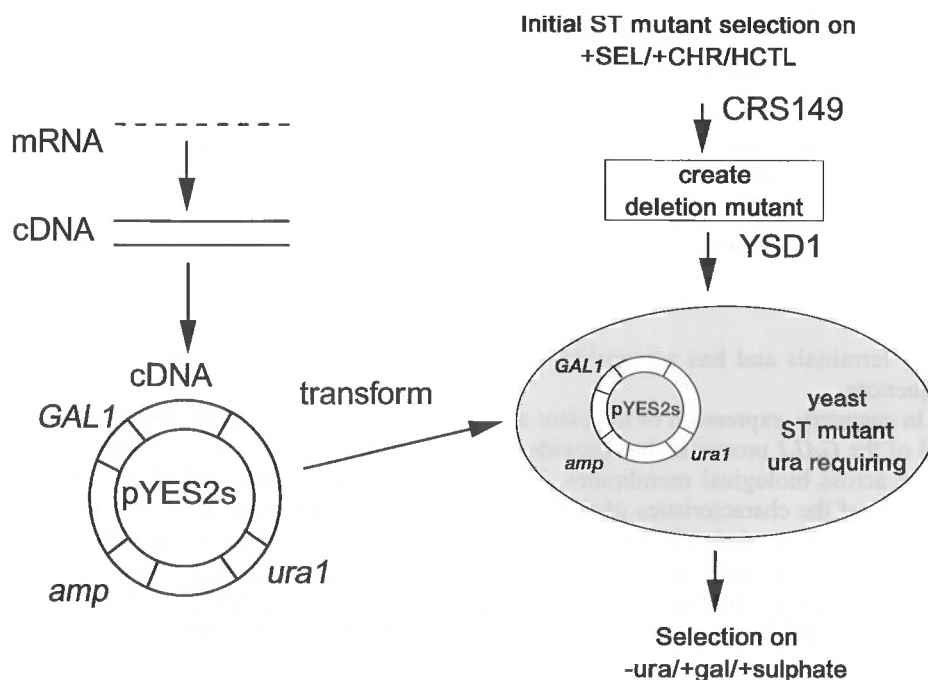 Initial ST mutant selection on
+SEL/+CHR/HCTL
mRNA
CRS149
create
deletion mutant
cDNA
YSD1
cDNA
GAL1
pYES2s
amp
ura1
transform
GAL1
pYES2s
amp
ura1
yeast
ST mutant
ura requiring
Selection on
-ura/+gal/+sulphate